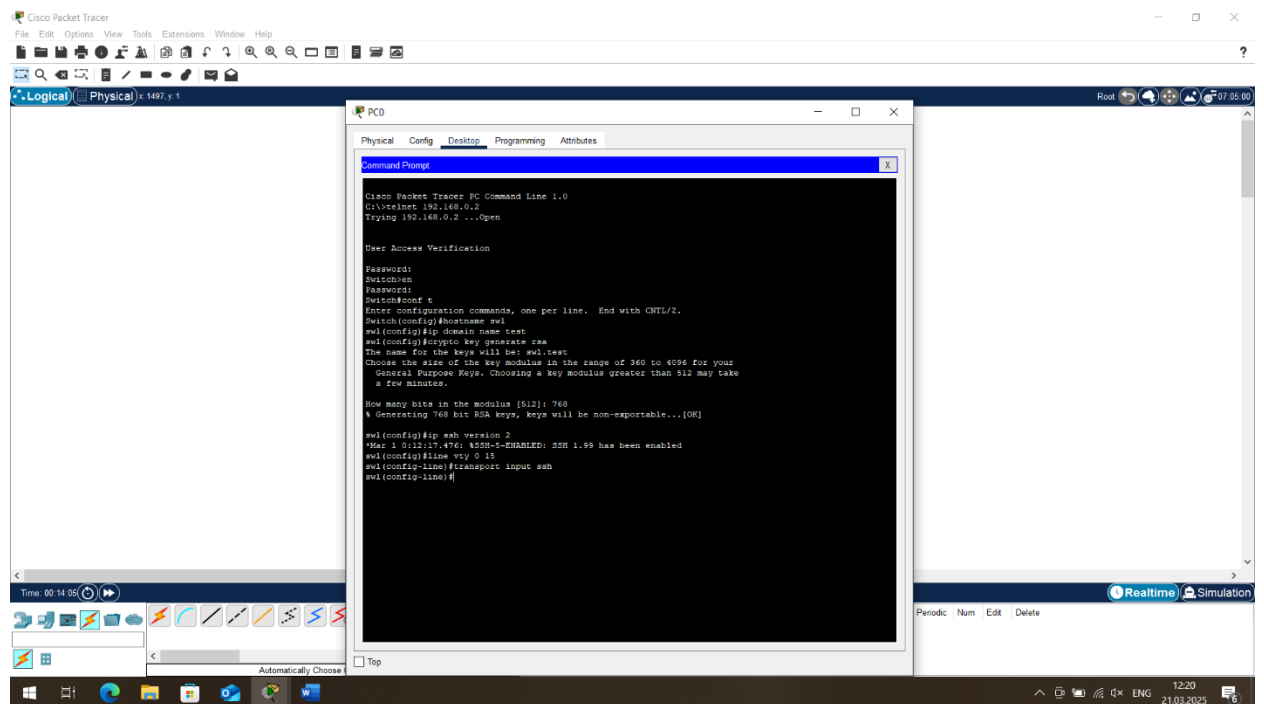 Cisco Packet Tracer
File Edit Options View Tools Extensions Window Help
?
Logical Physical x: 1497, y: 1
Root 07:05:00
PC0
Physical Config Desktop Programming Attributes
Command Prompt X
Cisco Packet Tracer PC Command Line 1.0
C:\>telnet 192.168.0.2
Trying 192.168.0.2 ...Open
User Access Verification
Password:
Switch>en
Password:
Switch#conf t
Enter configuration commands, one per line. End with CNTL/Z.
Switch(config)#hostname sw1
sw1(config)#ip domain name test
sw1(config)#crypto key generate rsa
The name for the keys will be: sw1.test
Choose the size of the key modulus in the range of 360 to 4096 for your
General Purpose Keys. Choosing a key modulus greater than 512 may take
a few minutes.
How many bits in the modulus [512]: 768
% Generating 768 bit RSA keys, keys will be non-exportable...[OK]
sw1(config)#ip ssh version 2
*Mar 1 0:12:17.476: %SSH-5-ENABLED: SSH 1.99 has been enabled
sw1(config)#line vty 0 15
sw1(config-line)#transport input ssh
sw1(config-line)#
Time: 00:14:05
Realtime Simulation
Periodic Num Edit Delete
Automatically Choose
Top
ENG
12:20
21.03.2025
6